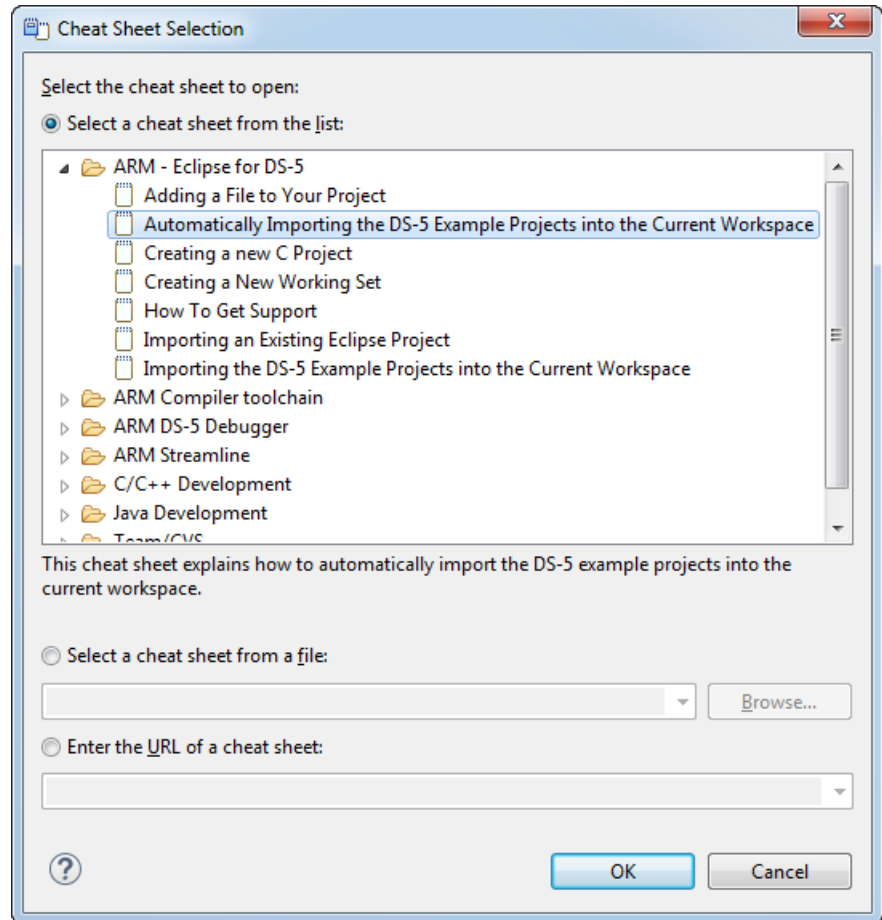 Cheat Sheet Selection
Select the cheat sheet to open:
Select a cheat sheet from the list:
ARM - Eclipse for DS-5
Adding a File to Your Project
Automatically Importing the DS-5 Example Projects into the Current Workspace
Creating a new C Project
Creating a New Working Set
How To Get Support
Importing an Existing Eclipse Project
Importing the DS-5 Example Projects into the Current Workspace
ARM Compiler toolchain
ARM DS-5 Debugger
ARM Streamline
C/C++ Development
Java Development
Team/CVS
This cheat sheet explains how to automatically import the DS-5 example projects into the
current workspace.
Select a cheat sheet from a file:
Browse...
Enter the URL of a cheat sheet:
?
OK Cancel